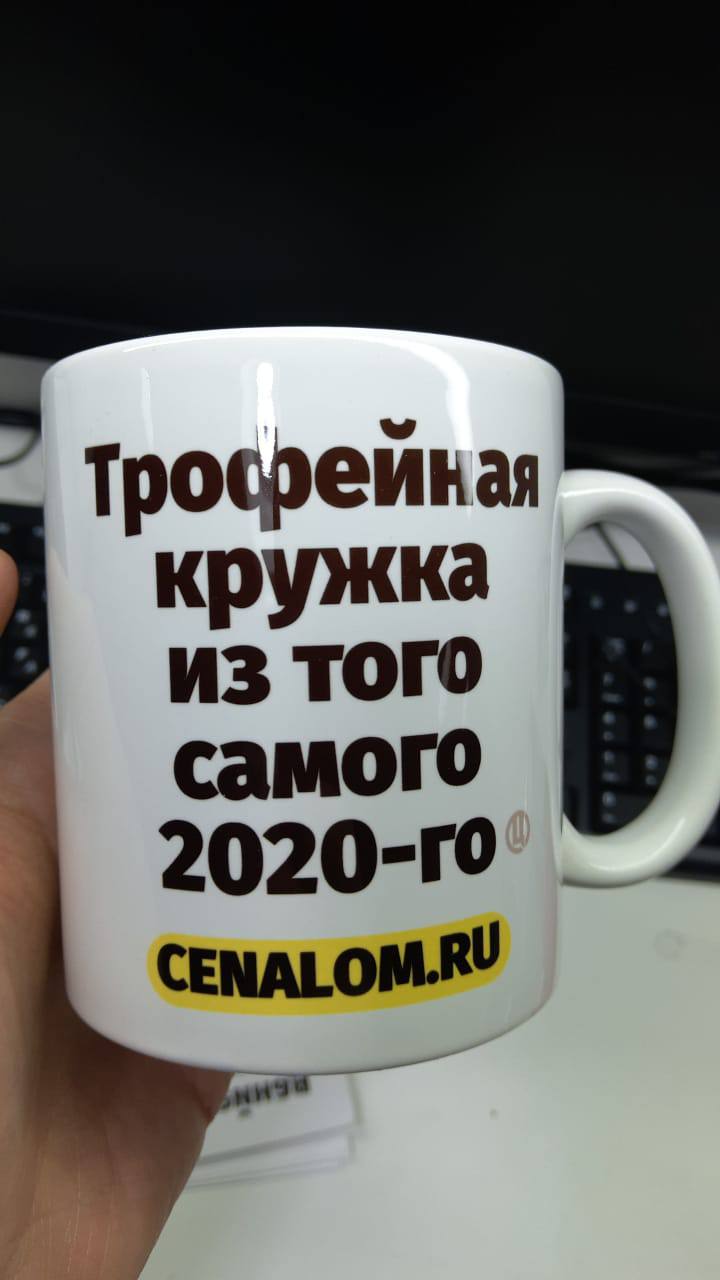 Трофейная
кружка
из того
самого
2020-го Ц
CENALOM.RU